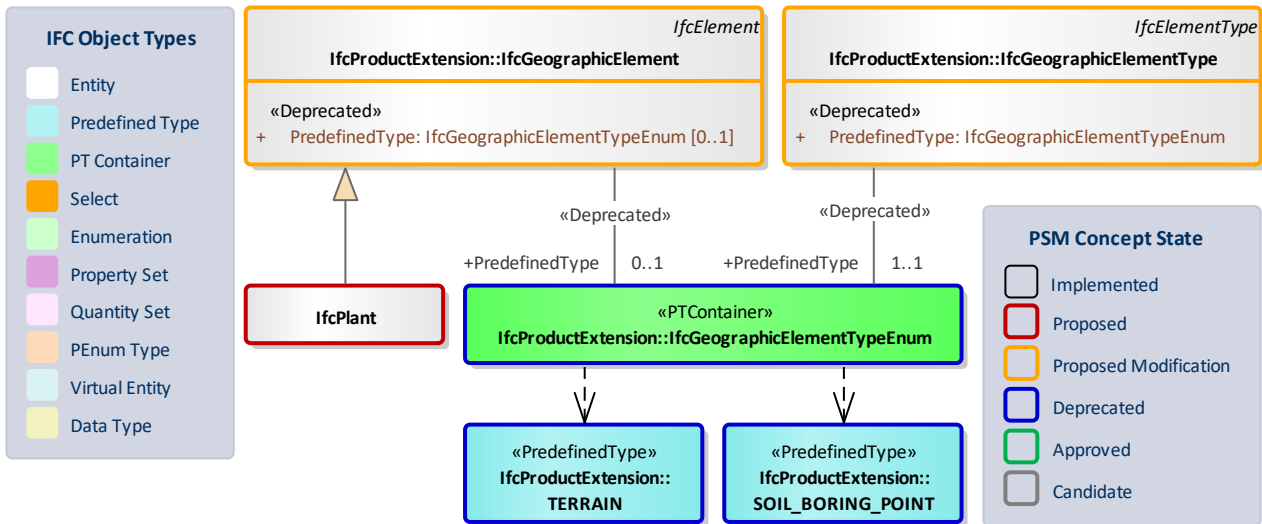 IFC Object Types
Entity
Predefined Type
PT Container
Select
Enumeration
Property Set
Quantity Set
PEnum Type
Virtual Entity
Data Type
IfcElement
IfcProductExtension::IfcGeographicElement
«Deprecated»
+ PredefinedType: IfcGeographicElementTypeEnum [0..1]
IfcElementType
IfcProductExtension::IfcGeographicElementType
«Deprecated»
+ PredefinedType: IfcGeographicElementTypeEnum
«Deprecated»
«Deprecated»
+PredefinedType 0..1
+PredefinedType 1..1
IfcPlant
«PTContainer»
IfcProductExtension::IfcGeographicElementTypeEnum
«PredefinedType»
IfcProductExtension::
TERRAIN
«PredefinedType»
IfcProductExtension::
SOIL_BORING_POINT
PSM Concept State
Implemented
Proposed
Proposed Modification
Deprecated
Approved
Candidate